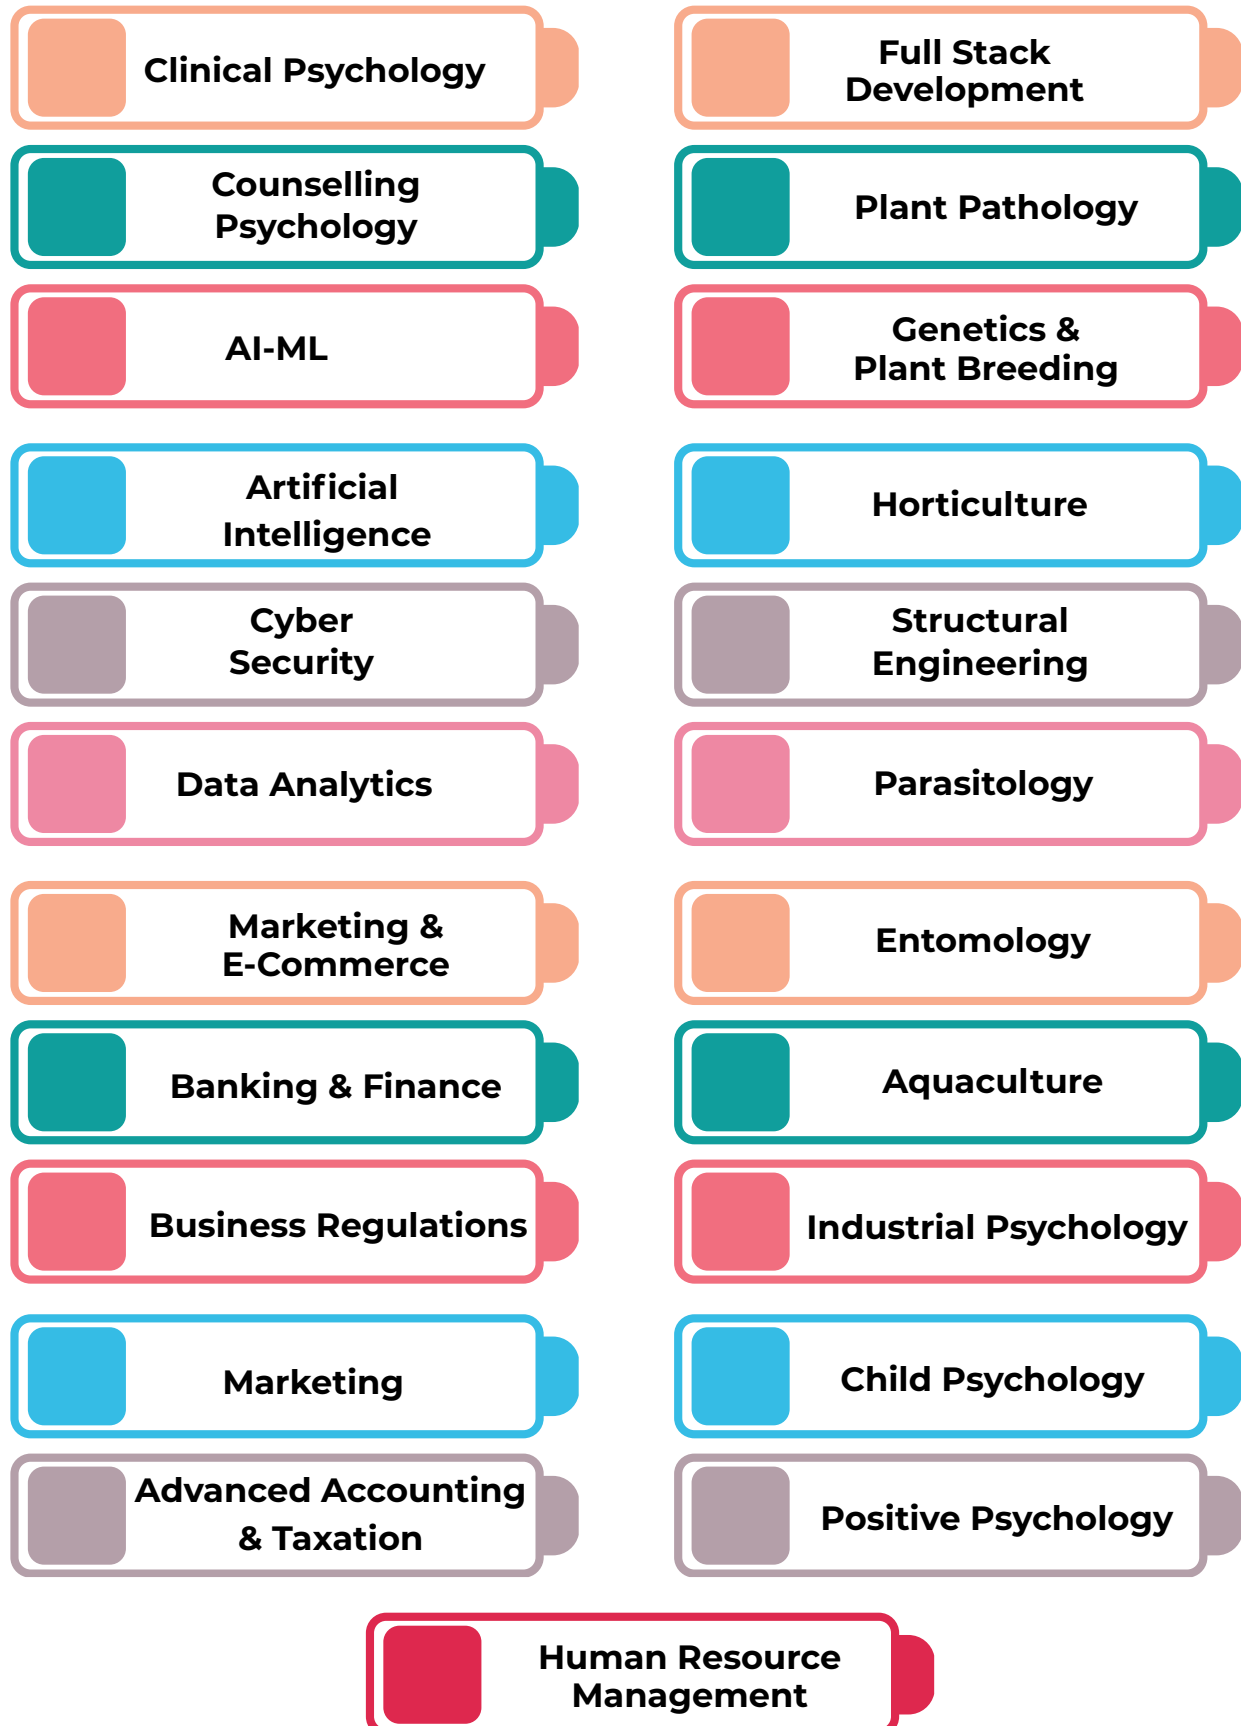 Clinical Psychology
Full Stack
Development
Counselling
Psychology
Plant Pathology
AI-ML
Genetics &
Plant Breeding
Artificial
Intelligence
Horticulture
Cyber
Security
Structural
Engineering
Data Analytics
Parasitology
Marketing &
E-Commerce
Entomology
Banking & Finance
Aquaculture
Business Regulations
Industrial Psychology
Marketing
Child Psychology
Advanced Accounting
& Taxation
Positive Psychology
Human Resource
Management